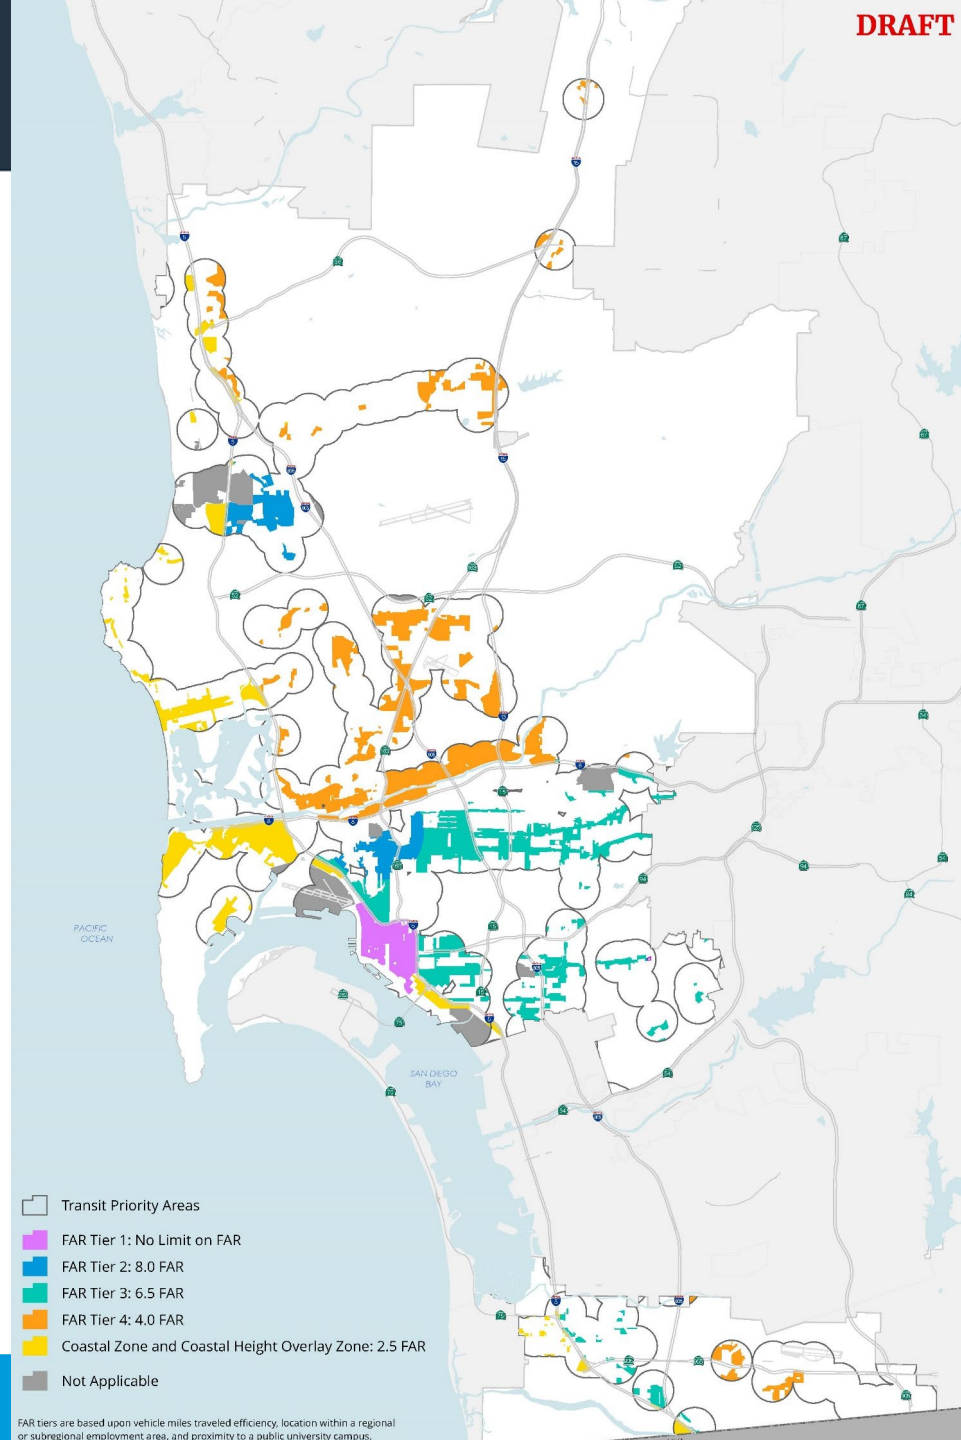 DRAFT
PACIFIC
OCEAN
SAN DIEGO
BAY
Transit Priority Areas
FAR Tier 1: No Limit on FAR
FAR Tier 2: 8.0 FAR
FAR Tier 3: 6.5 FAR
FAR Tier 4: 4.0 FAR
Coastal Zone and Coastal Height Overlay Zone: 2.5 FAR
Not Applicable
FAR tiers are based upon vehicle miles traveled efficiency, location within a regional
or subregional employment area, and proximity to a public university campus.